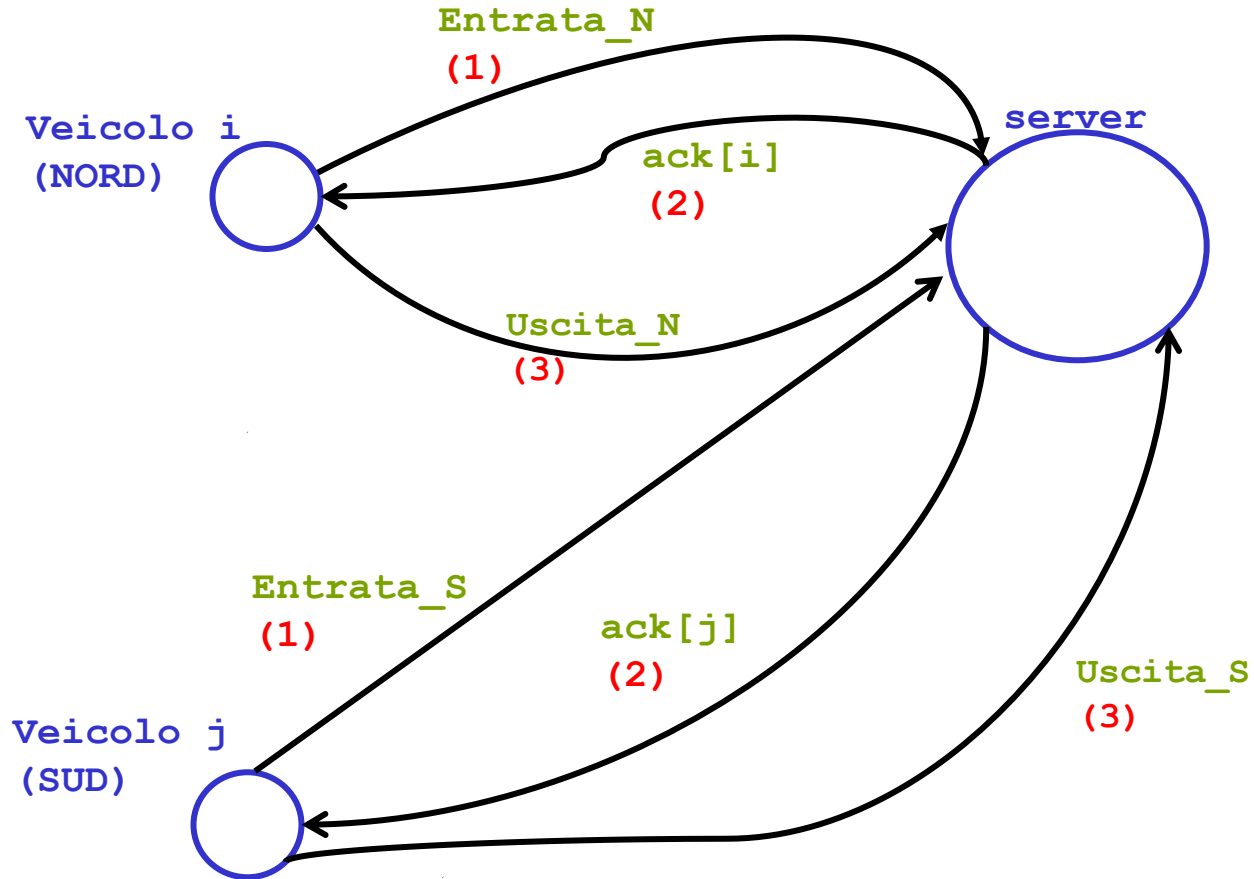 Entrata_N
(1)
Veicolo i
(NORD)
server
ack[i]
(2)
Uscita_N
(3)
Entrata_S
(1)
ack[j]
(2)
Uscita_S
(3)
Veicolo j
(SUD)